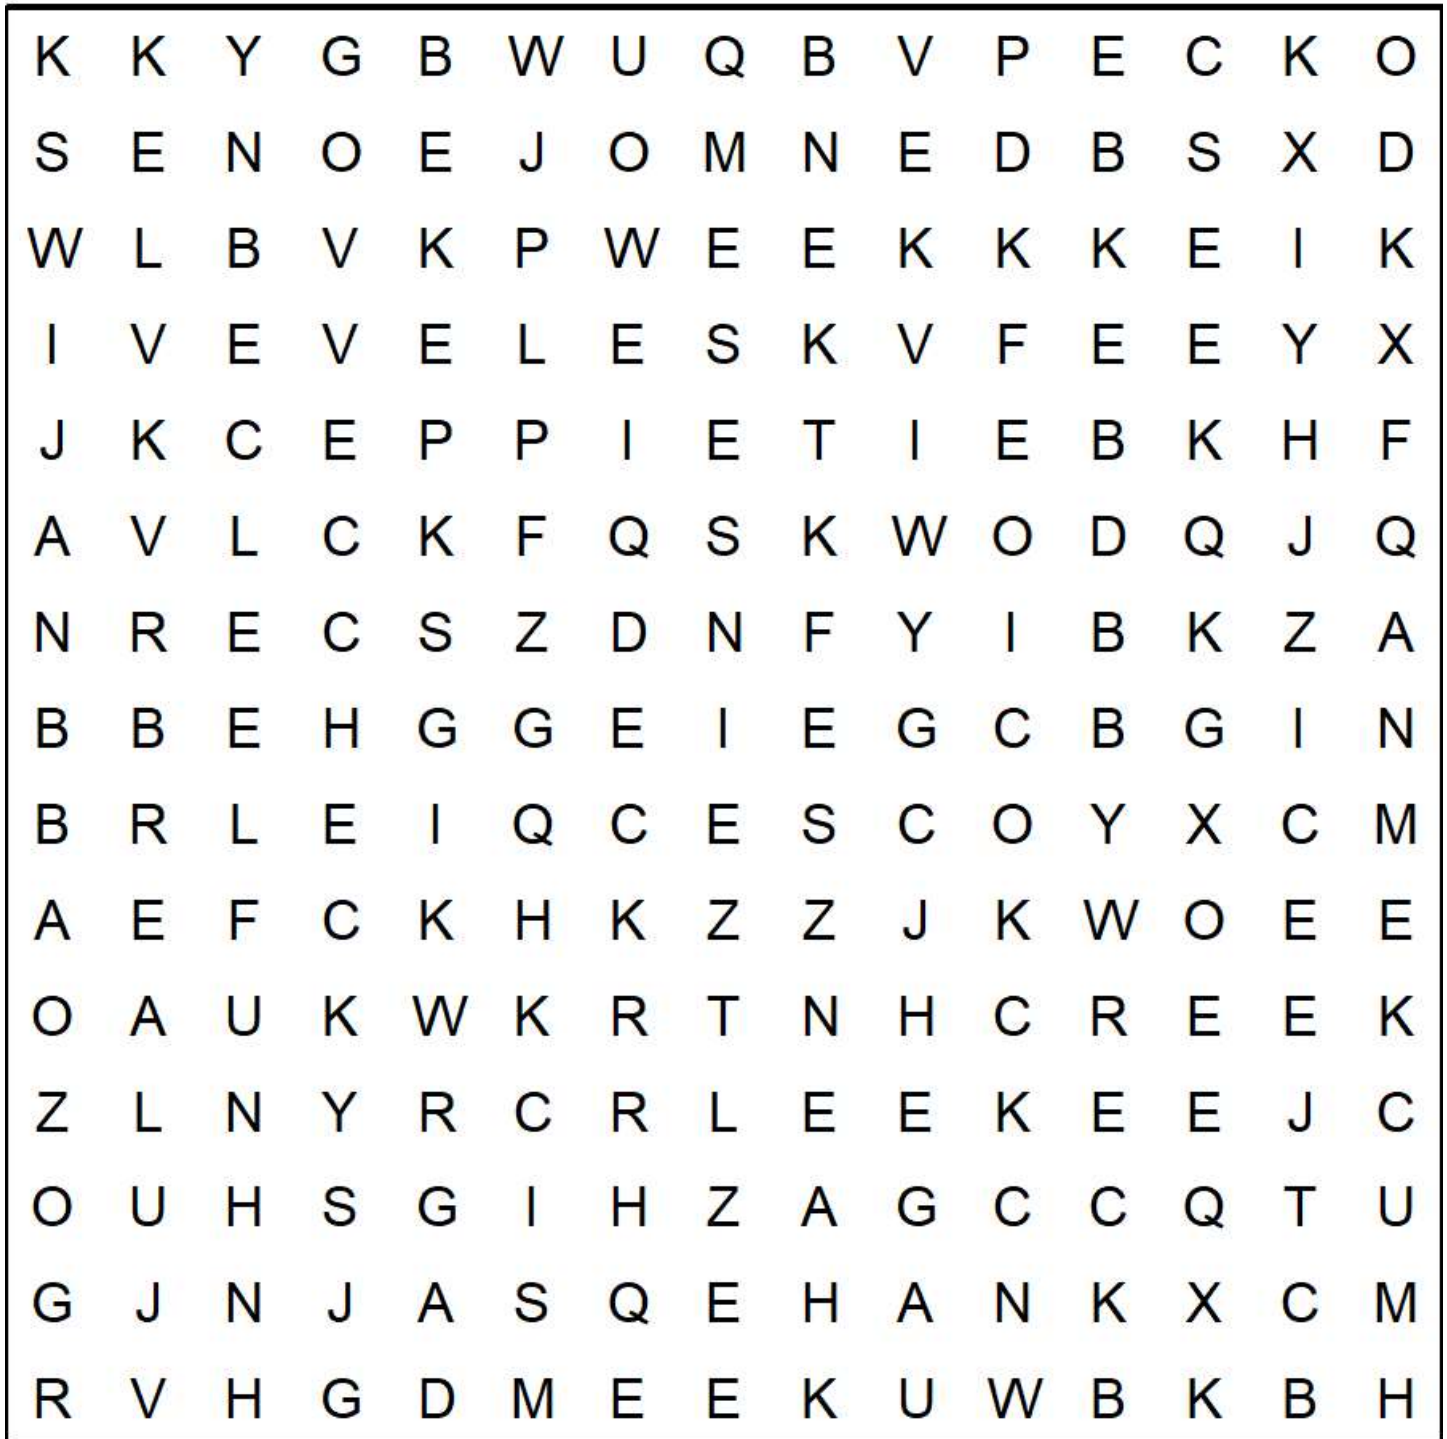 K K Y G B W U Q B V P E C K O
S E N O E J O M N E D B S X D
W L B V K P W E E K K K E I K
I V E V E L E S K V F E E Y X
J K C E P P I E T I E B K H F
A V L C K F Q S K W O D Q J Q
N R E C S Z D N F Y I B K Z A
B B E H G G E I E G C B G I N
B R L E I Q C E S C O Y X C M
A E F C K H K Z Z J K W O E E
O A U K W K R T N H C R E E K
Z L N Y R C R L E E K E E J C
O U H S G I H Z A G C C Q T U
G J N J A S Q E H A N K X C M
R V H G D M E E K U W B K B H